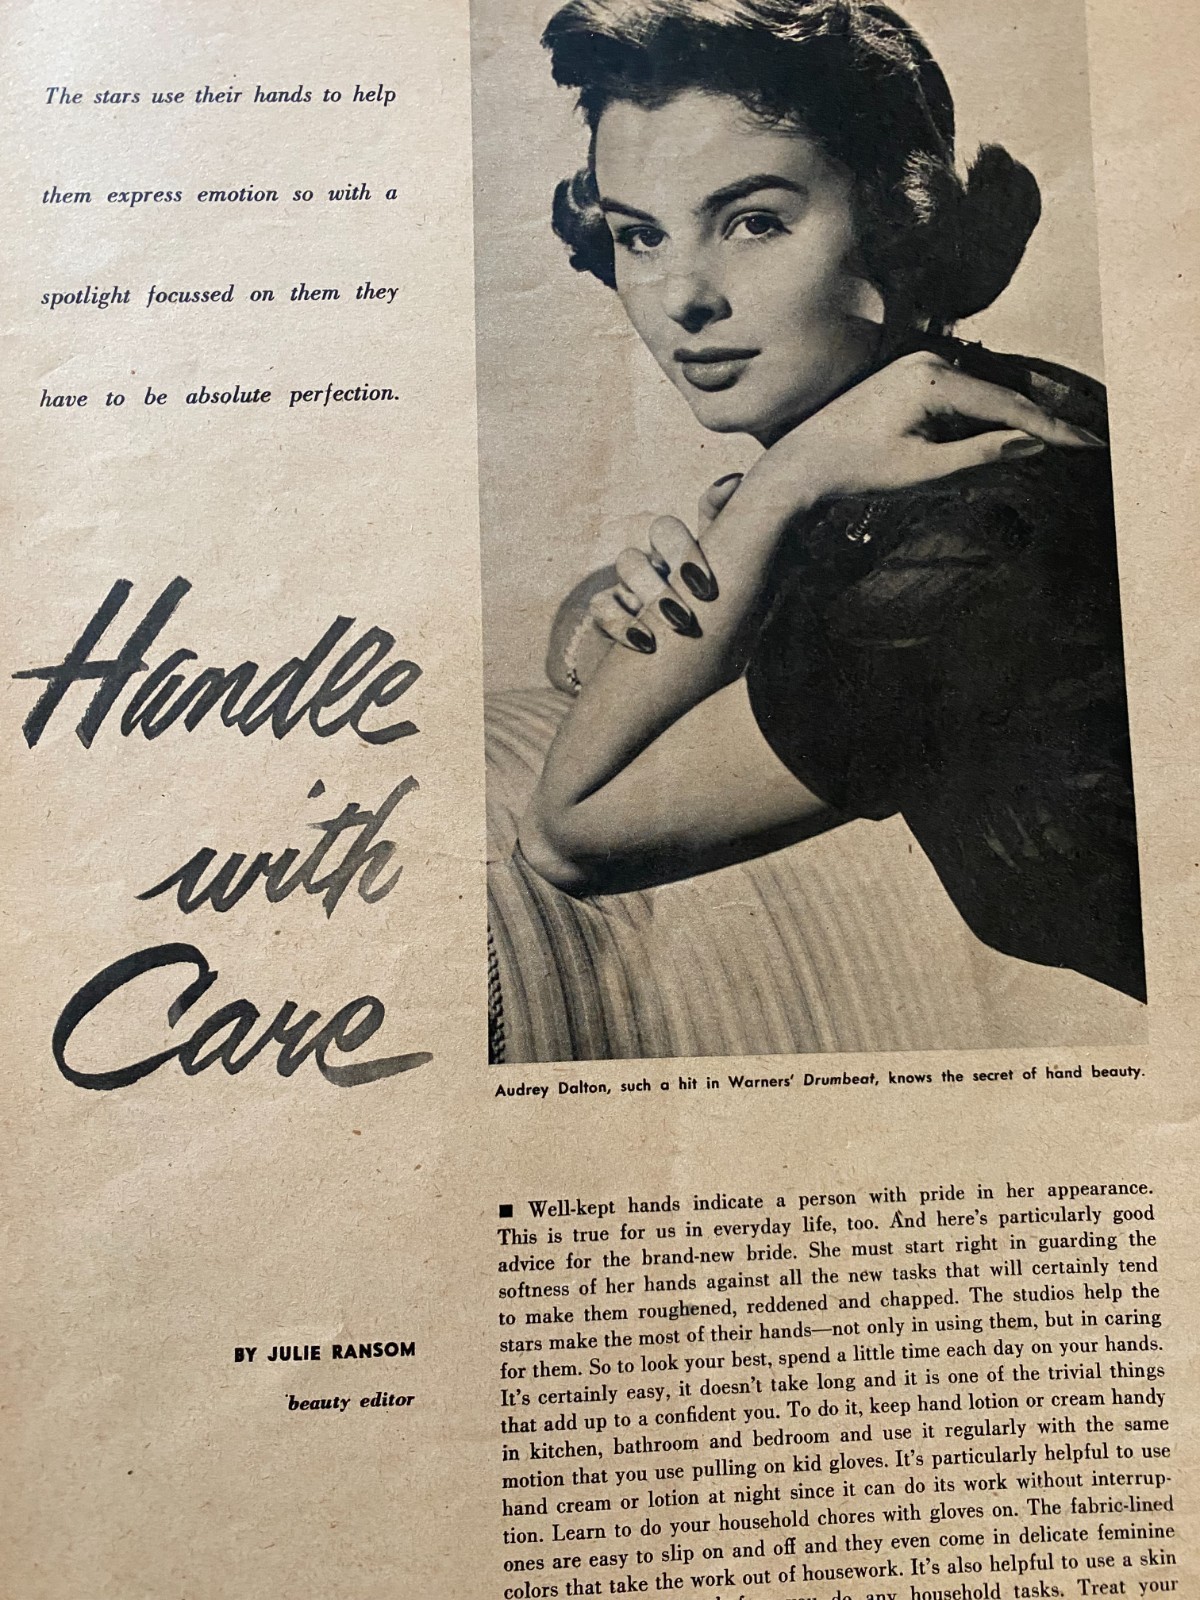 The stars use their hands to help
them express emotion so with a
spotlight focussed on them they
have to be absolute perfection.
Handle
with
Care
Audrey Dalton, such a hit in Warners' Drumbeat, knows the secret of hand beauty.
BY JULIE RANSOM
beauty editor
■ Well-kept hands indicate a person with pride in her appearance.
This is true for us in everyday life, too. And here's particularly good
advice for the brand-new bride. She must start right in guarding the
softness of her hands against all the new tasks that will certainly tend
to make them roughened, reddened and chapped. The studios help the
stars make the most of their hands—not only in using them, but in caring
for them. So to look your best, spend a little time each day on your hands.
It's certainly easy, it doesn't take long and it is one of the trivial things
that add up to a confident you. To do it, keep hand lotion or cream handy
in kitchen, bathroom and bedroom and use it regularly with the same
motion that you use pulling on kid gloves. It's particularly helpful to use
hand cream or lotion at night since it can do its work without interrup-
tion. Learn to do your household chores with gloves on. The fabric-lined
ones are easy to slip on and off and they even come in delicate feminine
colors that take the work out of housework. It's also helpful to use a skin
you do any household tasks. Treat your